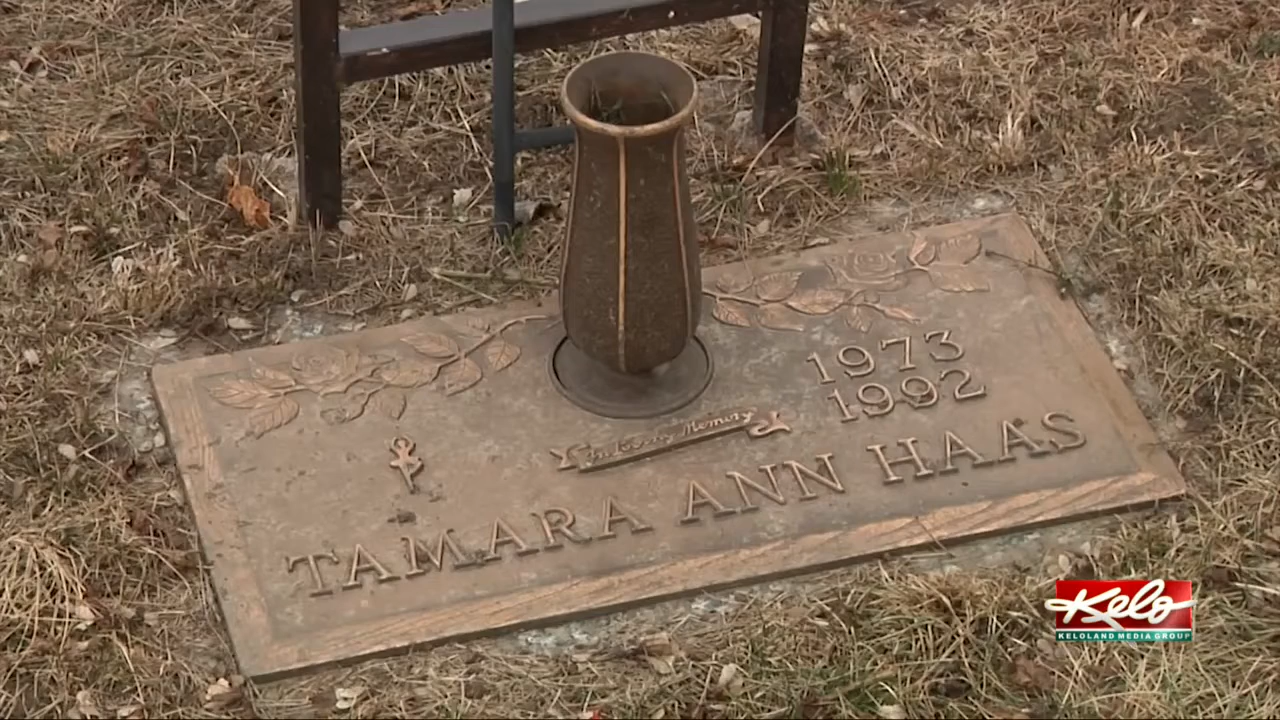 1973
1992
In Loving Memory
TAMARA ANN HAAS
Kelo
KELOLAND MEDIA GROUP